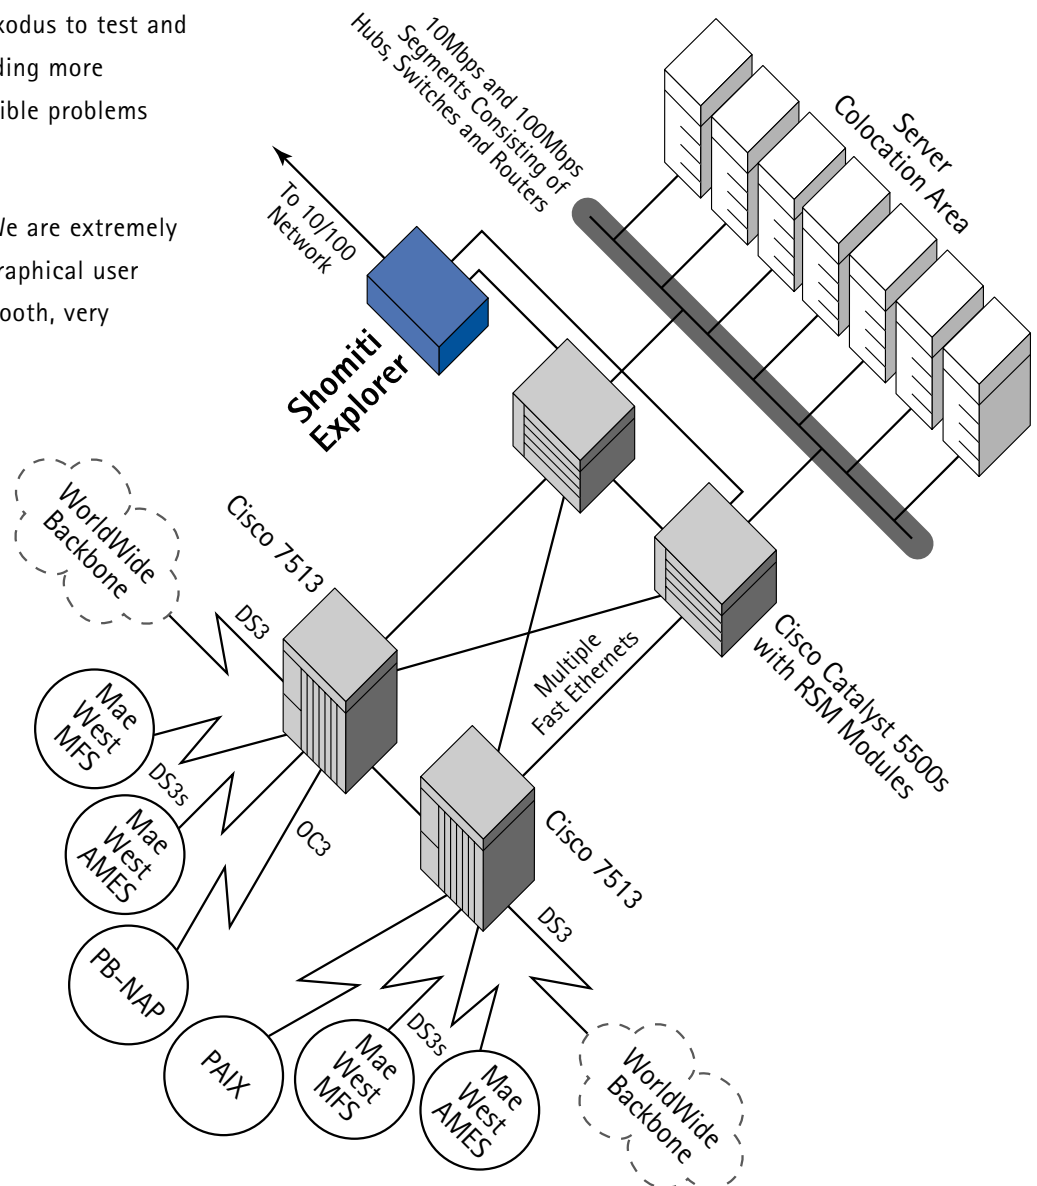 xodus to test and
ding more
ible problems
We are extremely
raphical user
ooth, very
10Mbps and 100Mbps
Segments Consisting of
Hubs, Switches and Routers
Server
Colocation Area
To 10/100
Network
Shomiti
Explorer
WorldWide
Backbone
Cisco 7513
DS3
Multiple
Fast Ethernets
Cisco Catalyst 5500s
with RSM Modules
Mae
West
MFS
DS3s
Mae
West
AMES
OC3
Cisco 7513
PB-NAP
DS3
PAIX
Mae
West
MFS
DS3s
Mae
West
AMES
WorldWide
Backbone